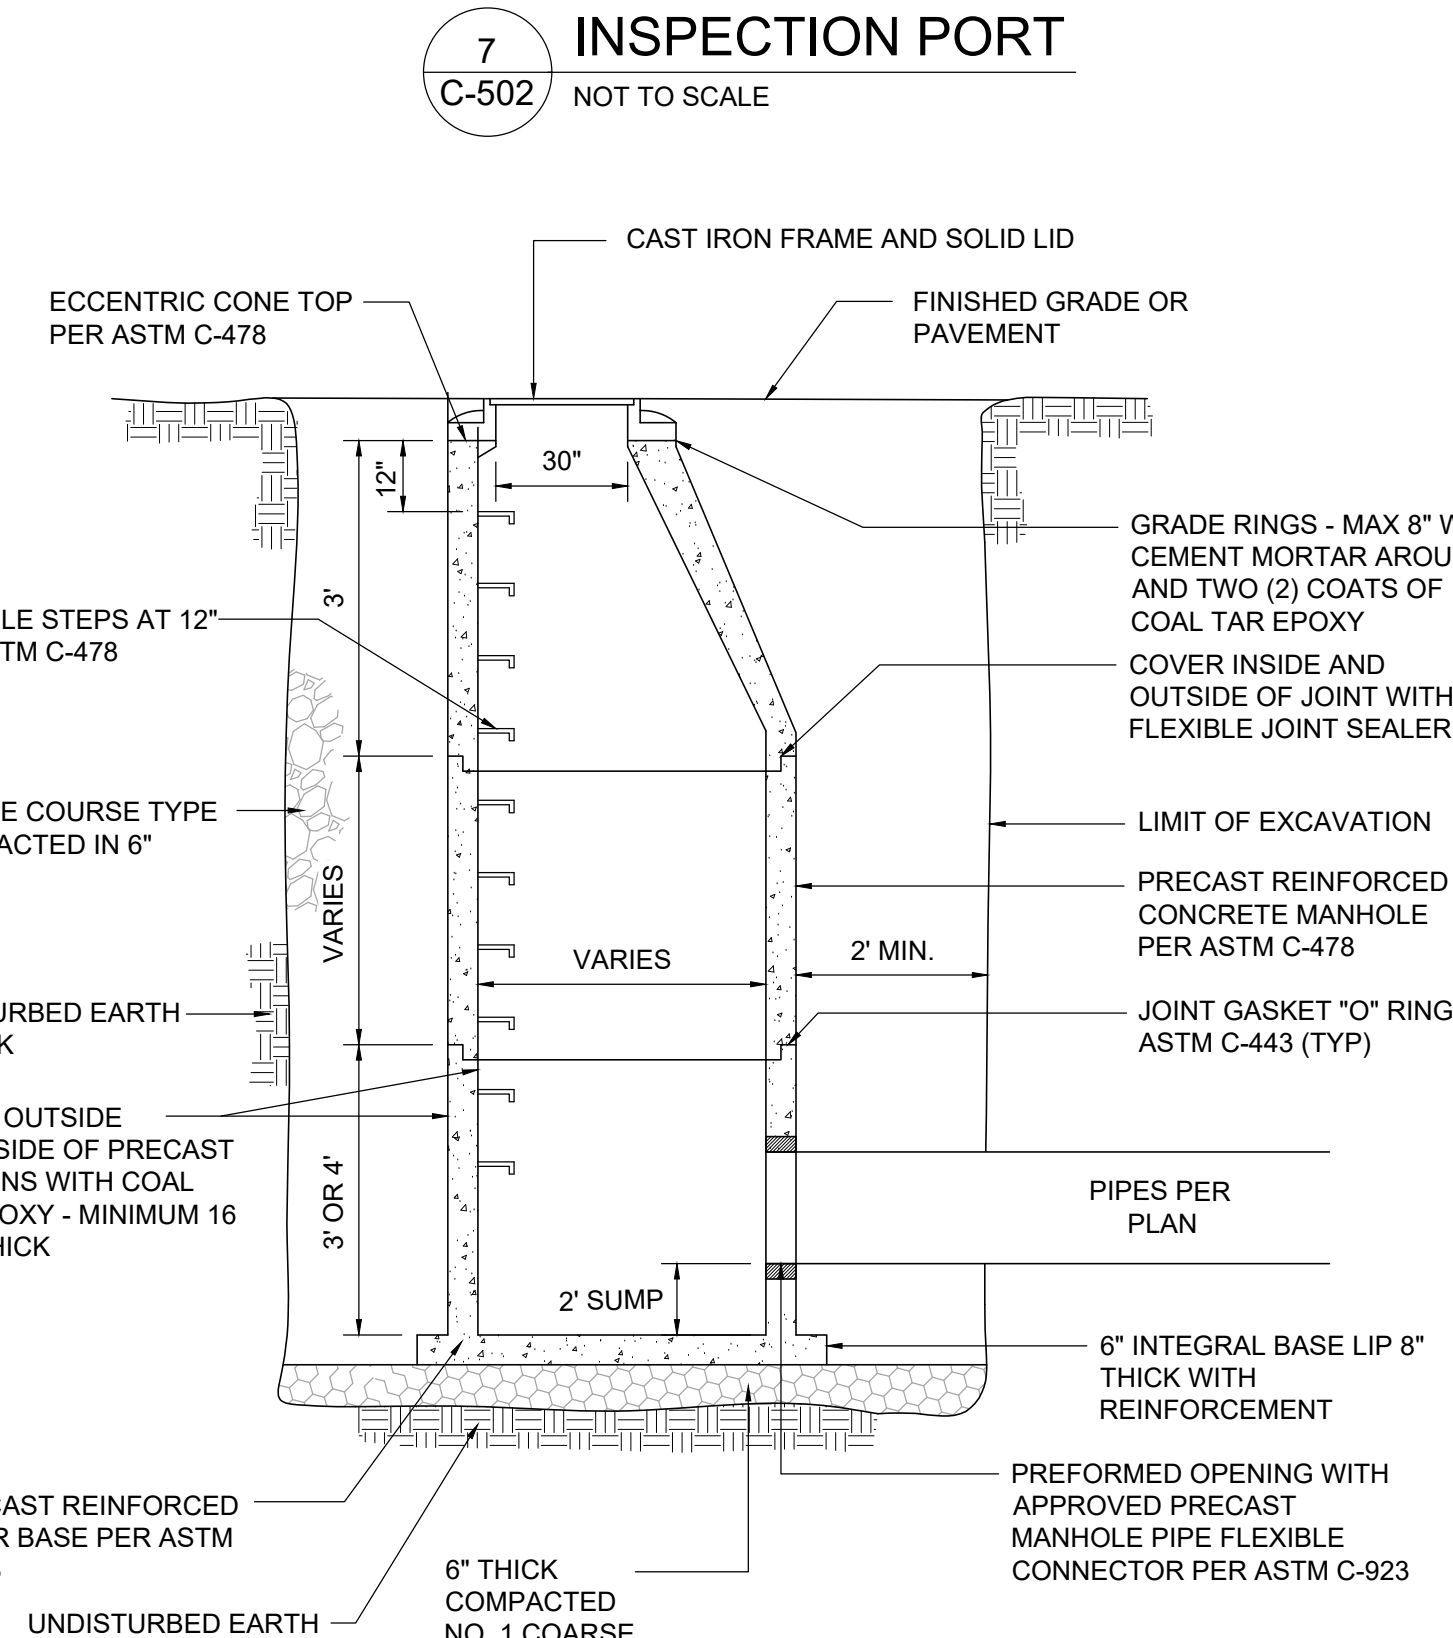 7
C-502
INSPECTION PORT
NOT TO SCALE
CAST IRON FRAME AND SOLID LID
ECCENTRIC CONE TOP
PER ASTM C-478
FINISHED GRADE OR
PAVEMENT
12"
30"
3'
GRADE RINGS - MAX 8"
CEMENT MORTAR AROU
AND TWO (2) COATS OF
COAL TAR EPOXY
LE STEPS AT 12"
TM C-478
COVER INSIDE AND
OUTSIDE OF JOINT WITH
FLEXIBLE JOINT SEALER
E COURSE TYPE
ACTED IN 6"
LIMIT OF EXCAVATION
VARIES
PRECAST REINFORCED
CONCRETE MANHOLE
PER ASTM C-478
VARIES
2' MIN.
URBED EARTH
K
JOINT GASKET "O" RING
ASTM C-443 (TYP)
OUTSIDE
SIDE OF PRECAST
NS WITH COAL
OXY - MINIMUM 16
HICK
3' OR 4'
PIPES PER
PLAN
2' SUMP
6" INTEGRAL BASE LIP 8"
THICK WITH
REINFORCEMENT
CAST REINFORCED
R BASE PER ASTM
PREFORMED OPENING WITH
APPROVED PRECAST
MANHOLE PIPE FLEXIBLE
CONNECTOR PER ASTM C-923
6" THICK
COMPACTED
NO. 1 COARSE
UNDISTURBED EARTH